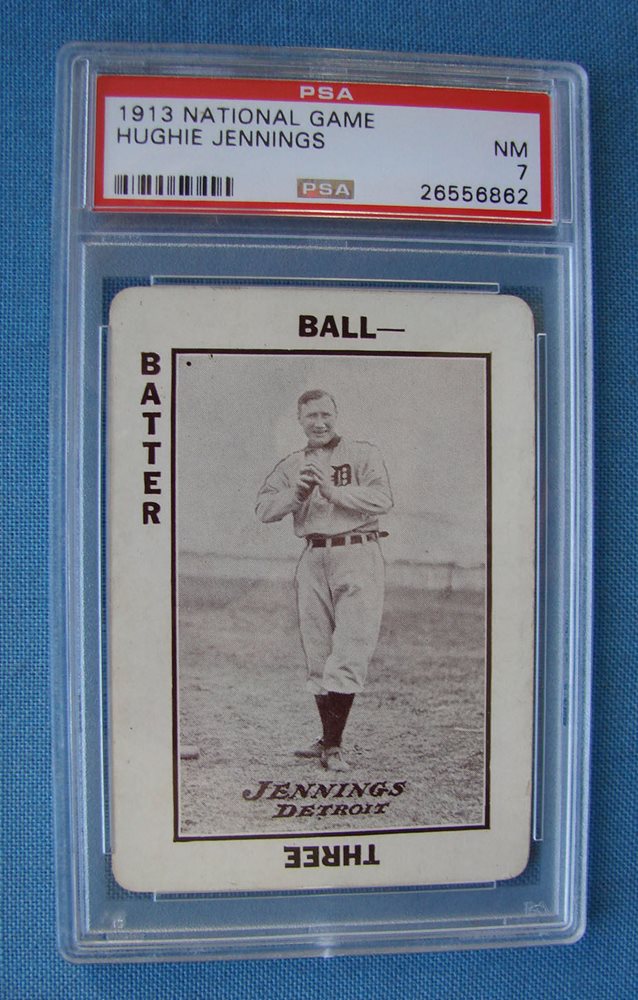 PSA
1913 NATIONAL GAME
HUGHIE JENNINGS
NM
7
PSA
26556862
BALL—
BATTER
D
JENNINGS
DETROIT
THREE